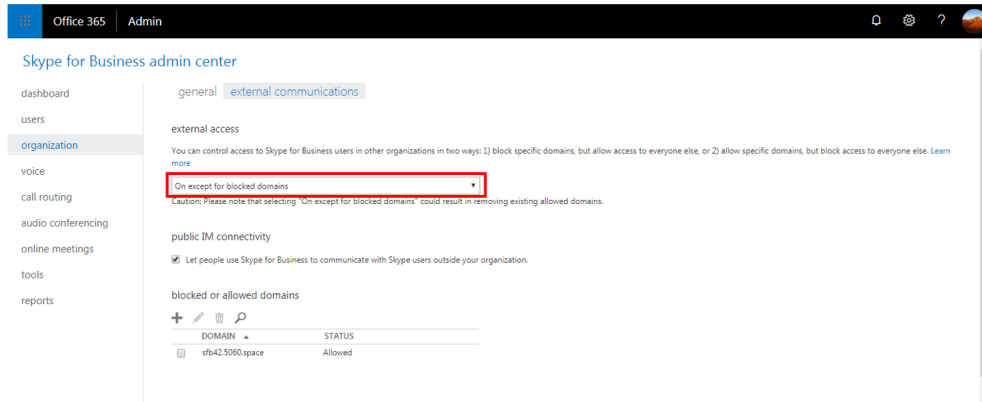 Office 365 Admin ?
Skype for Business admin center
dashboard
users
organization
voice
call routing
audio conferencing
online meetings
tools
reports
general external communications
external access
You can control access to Skype for Business users in other organizations in two ways: 1) block specific domains, but allow access to everyone else, or 2) allow specific domains, but block access to everyone else. Learn
more
On except for blocked domains
Caution: Please note that selecting "On except for blocked domains" could result in removing existing allowed domains.
public IM connectivity
Let people use Skype for Business to communicate with Skype users outside your organization.
blocked or allowed domains
DOMAIN STATUS
sfb42.5060.space Allowed